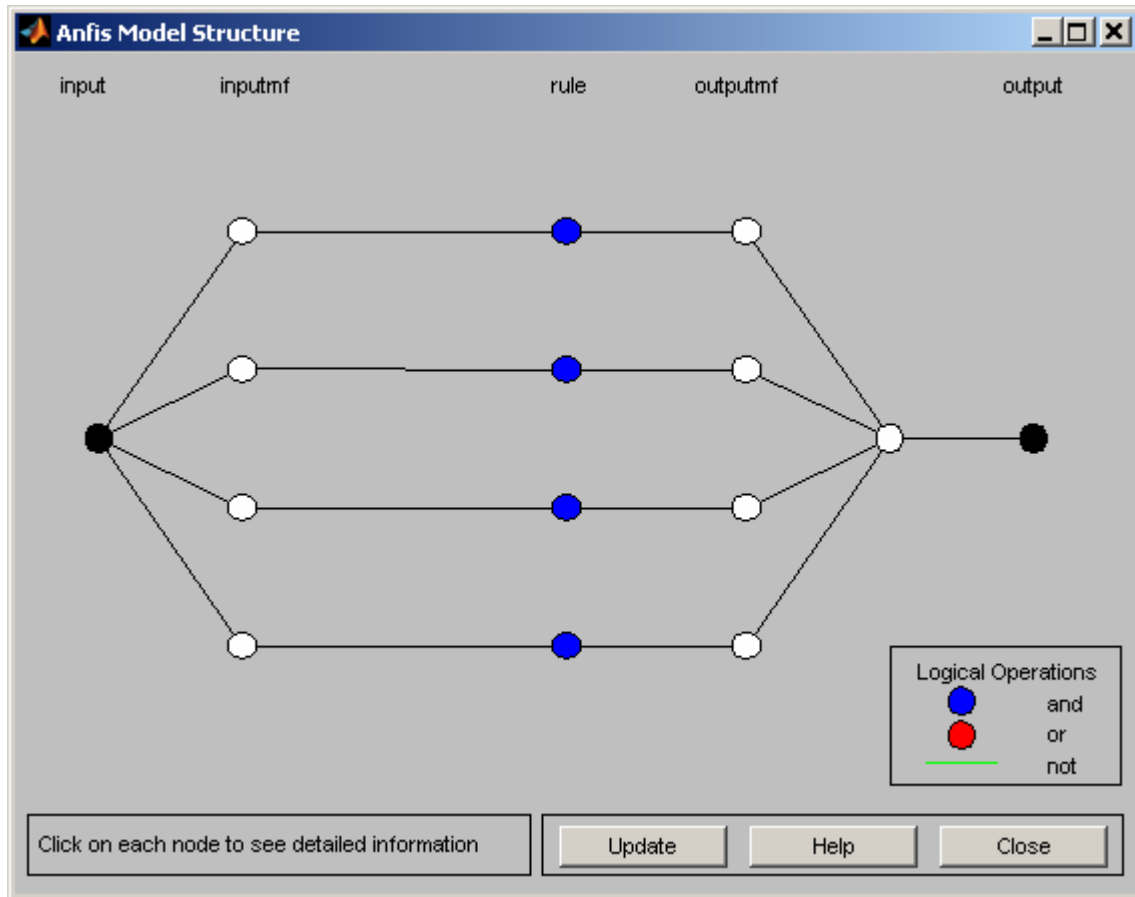 Anfis Model Structure
input inputmf rule outputmf output
Logical Operations
and
or
not
Click on each node to see detailed information
Update Help Close